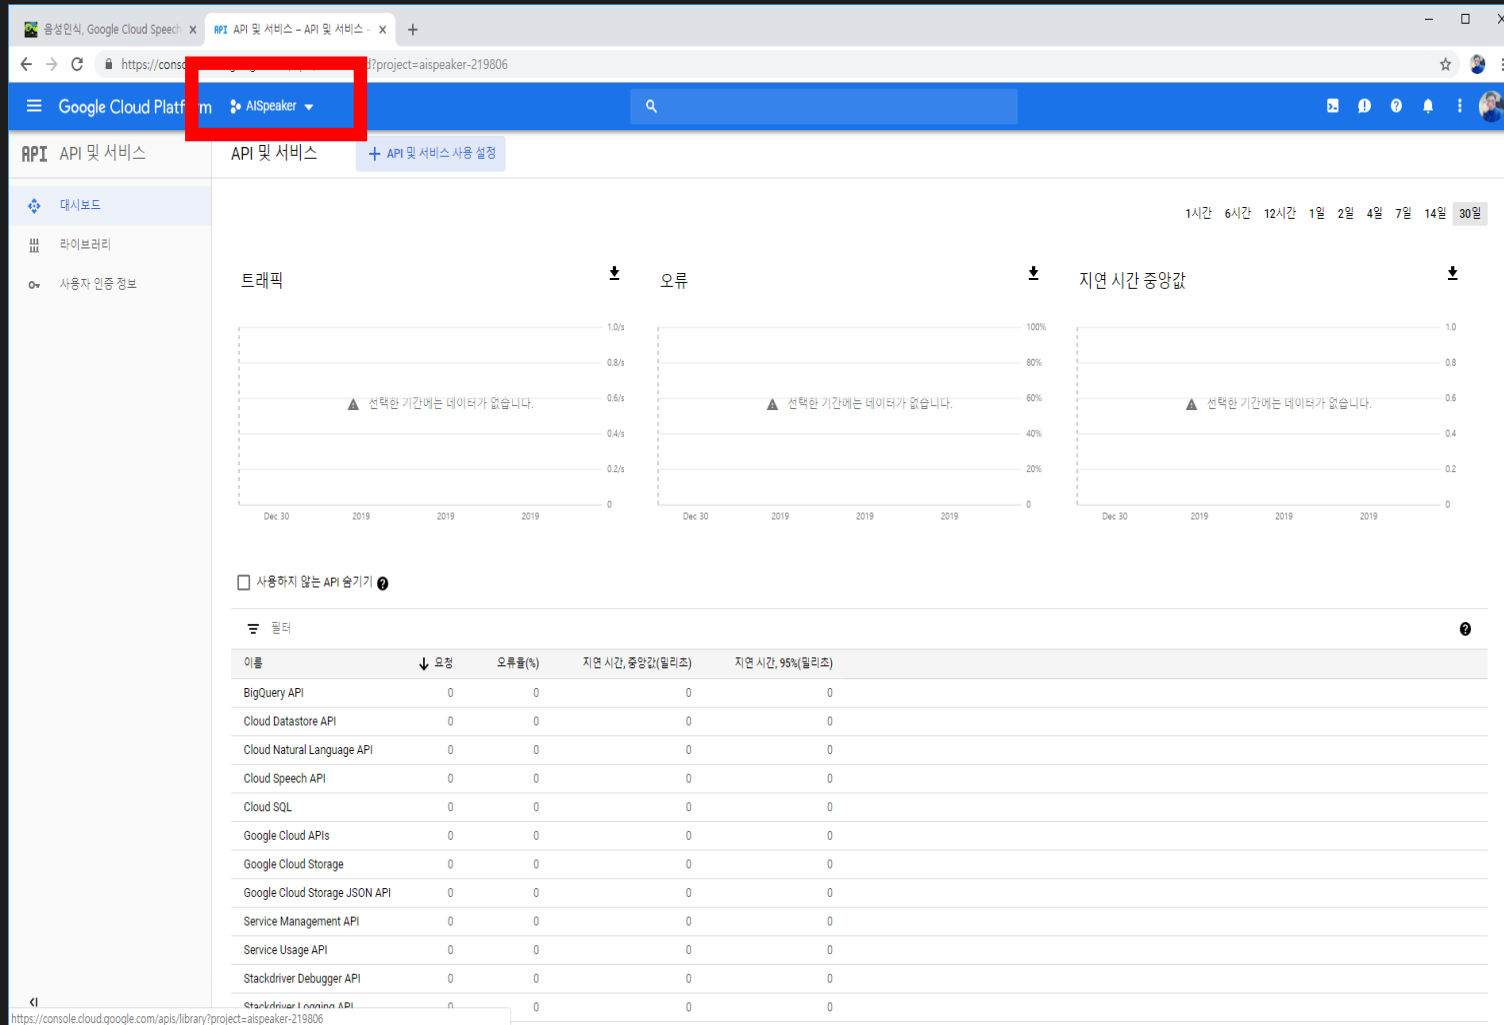 음성인식, Google Cloud Speech
API API 및 서비스 – API 및 서비스 -
https://conso
d?project=aispeaker-219806
Google Cloud Platf m AISpeaker
API API 및 서비스
API 및 서비스
API 및 서비스 사용 설정
대시보드
라이브러리
사용자 인증 정보
1시간 6시간 12시간 1일 2일 4일 7일 14일 30일
트래픽
1.0/s
0.8/s
0.6/s
0.4/s
0.2/s
0
선택한 기간에는 데이터가 없습니다.
Dec 30 2019 2019 2019
오류
100%
80%
60%
40%
20%
0
선택한 기간에는 데이터가 없습니다.
Dec 30 2019 2019 2019
지연 시간 중앙값
1.0
0.8
0.6
0.4
0.2
0
선택한 기간에는 데이터가 없습니다.
Dec 30 2019 2019 2019
사용하지 않는 API 숨기기
필터
이름 요청 오류율(%) 지연 시간, 중앙값(밀리초) 지연 시간, 95%(밀리초)
BigQuery API 0 0 0 0
Cloud Datastore API 0 0 0 0
Cloud Natural Language API 0 0 0 0
Cloud Speech API 0 0 0 0
Cloud SQL 0 0 0 0
Google Cloud APIs 0 0 0 0
Google Cloud Storage 0 0 0 0
Google Cloud Storage JSON API 0 0 0 0
Service Management API 0 0 0 0
Service Usage API 0 0 0 0
Stackdriver Debugger API 0 0 0 0
Stackdriver Logging API 0 0 0 0
https://console.cloud.google.com/apis/library?project=aispeaker-219806